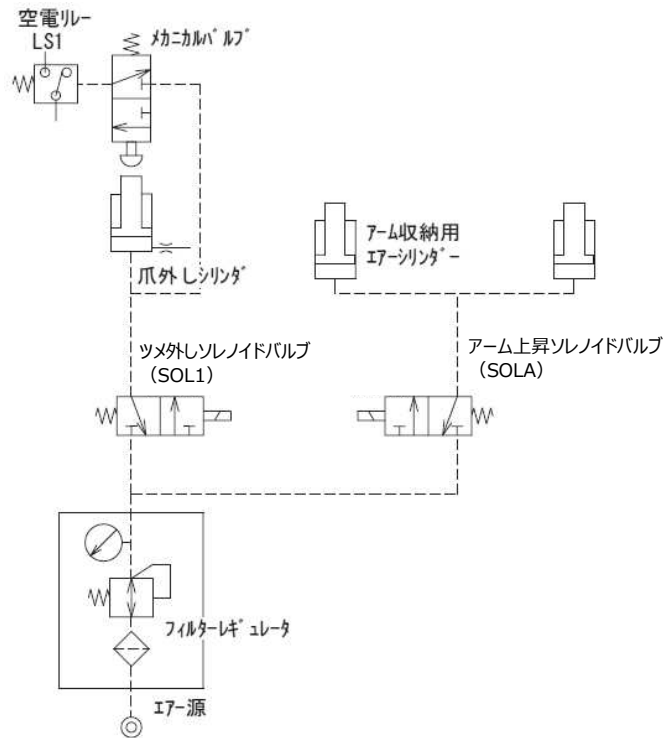 空電リレー
LS1
メカニカルバルブ
爪外しシリンダ
アーム収納用
エアーシリンダー
ツメ外しソレノイドバルブ
（SOL1）
アーム上昇ソレノイドバルブ
（SOLA）
フィルターレギュレータ
エアー源